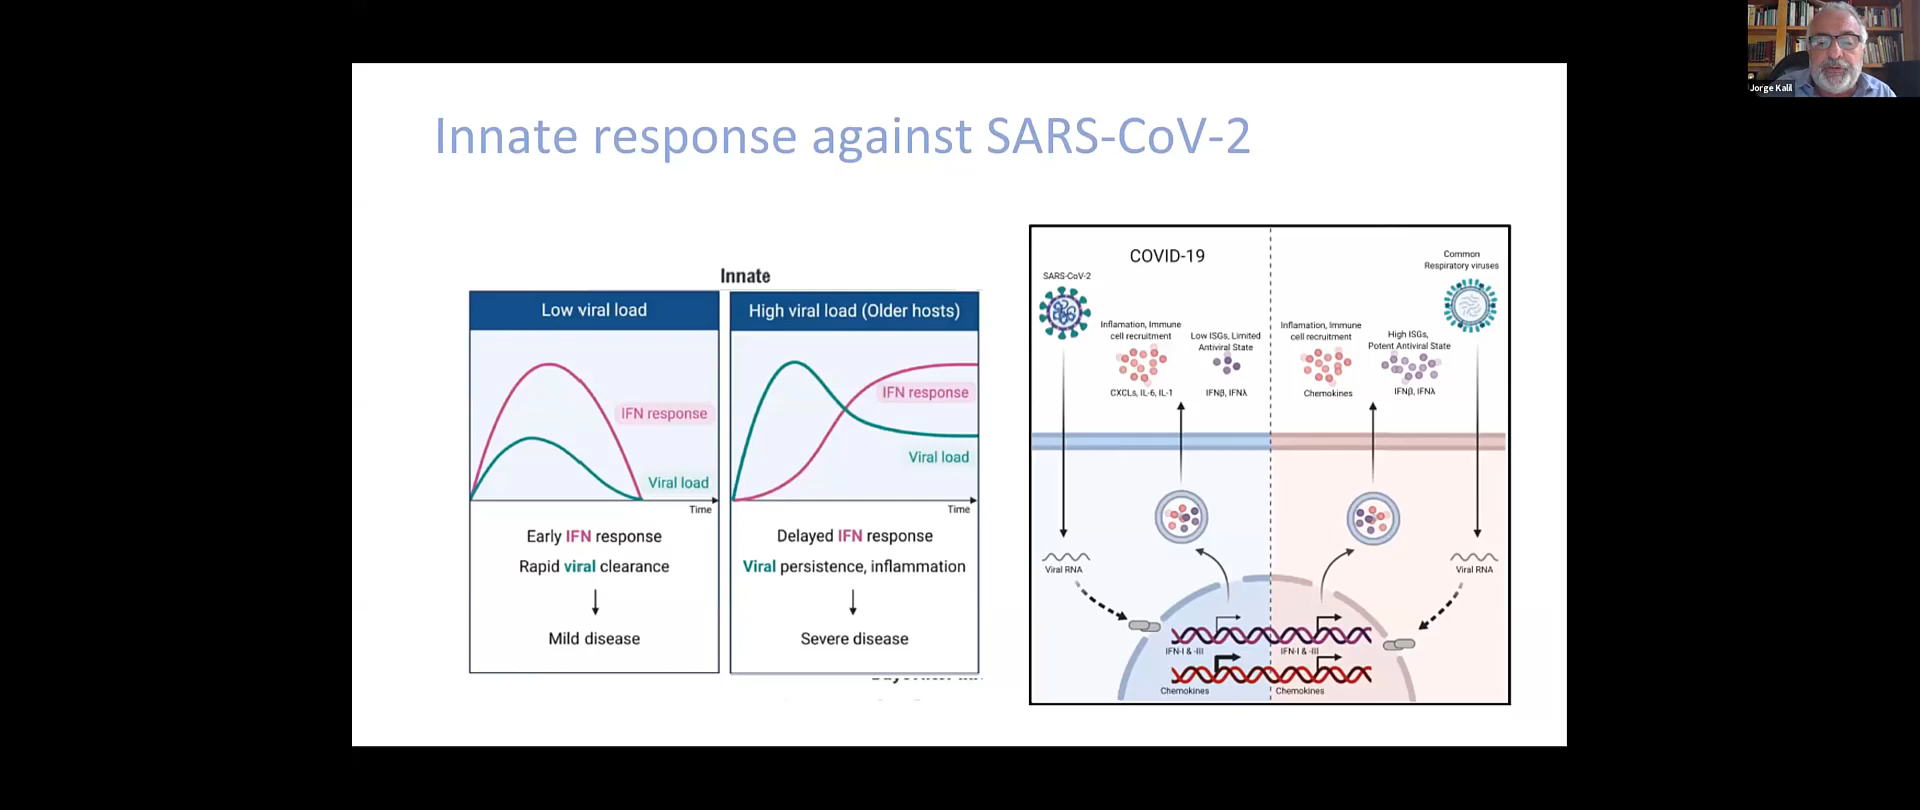 Jorge Kalil
Innate response against SARS-CoV-2
Innate
Low viral load
IFN response
Viral load
Time
Early IFN response
Rapid viral clearance
Mild disease
High viral load (Older hosts)
IFN response
Viral load
Time
Delayed IFN response
Viral persistence, inflammation
Severe disease
COVID-19
SARS-CoV-2
Inflamation, Immune
cell recruitment
CXCLs, IL-6, IL-1
Low ISGs, Limited
Antiviral State
IFNβ, IFNλ
Viral RNA
Common
Respiratory viruses
Inflamation, Immune
cell recruitment
Chemokines
High ISGs,
Potent Antiviral State
IFNβ, IFNλ
Viral RNA
IFN-I & -III
IFN-I & -III
Chemokines
Chemokines